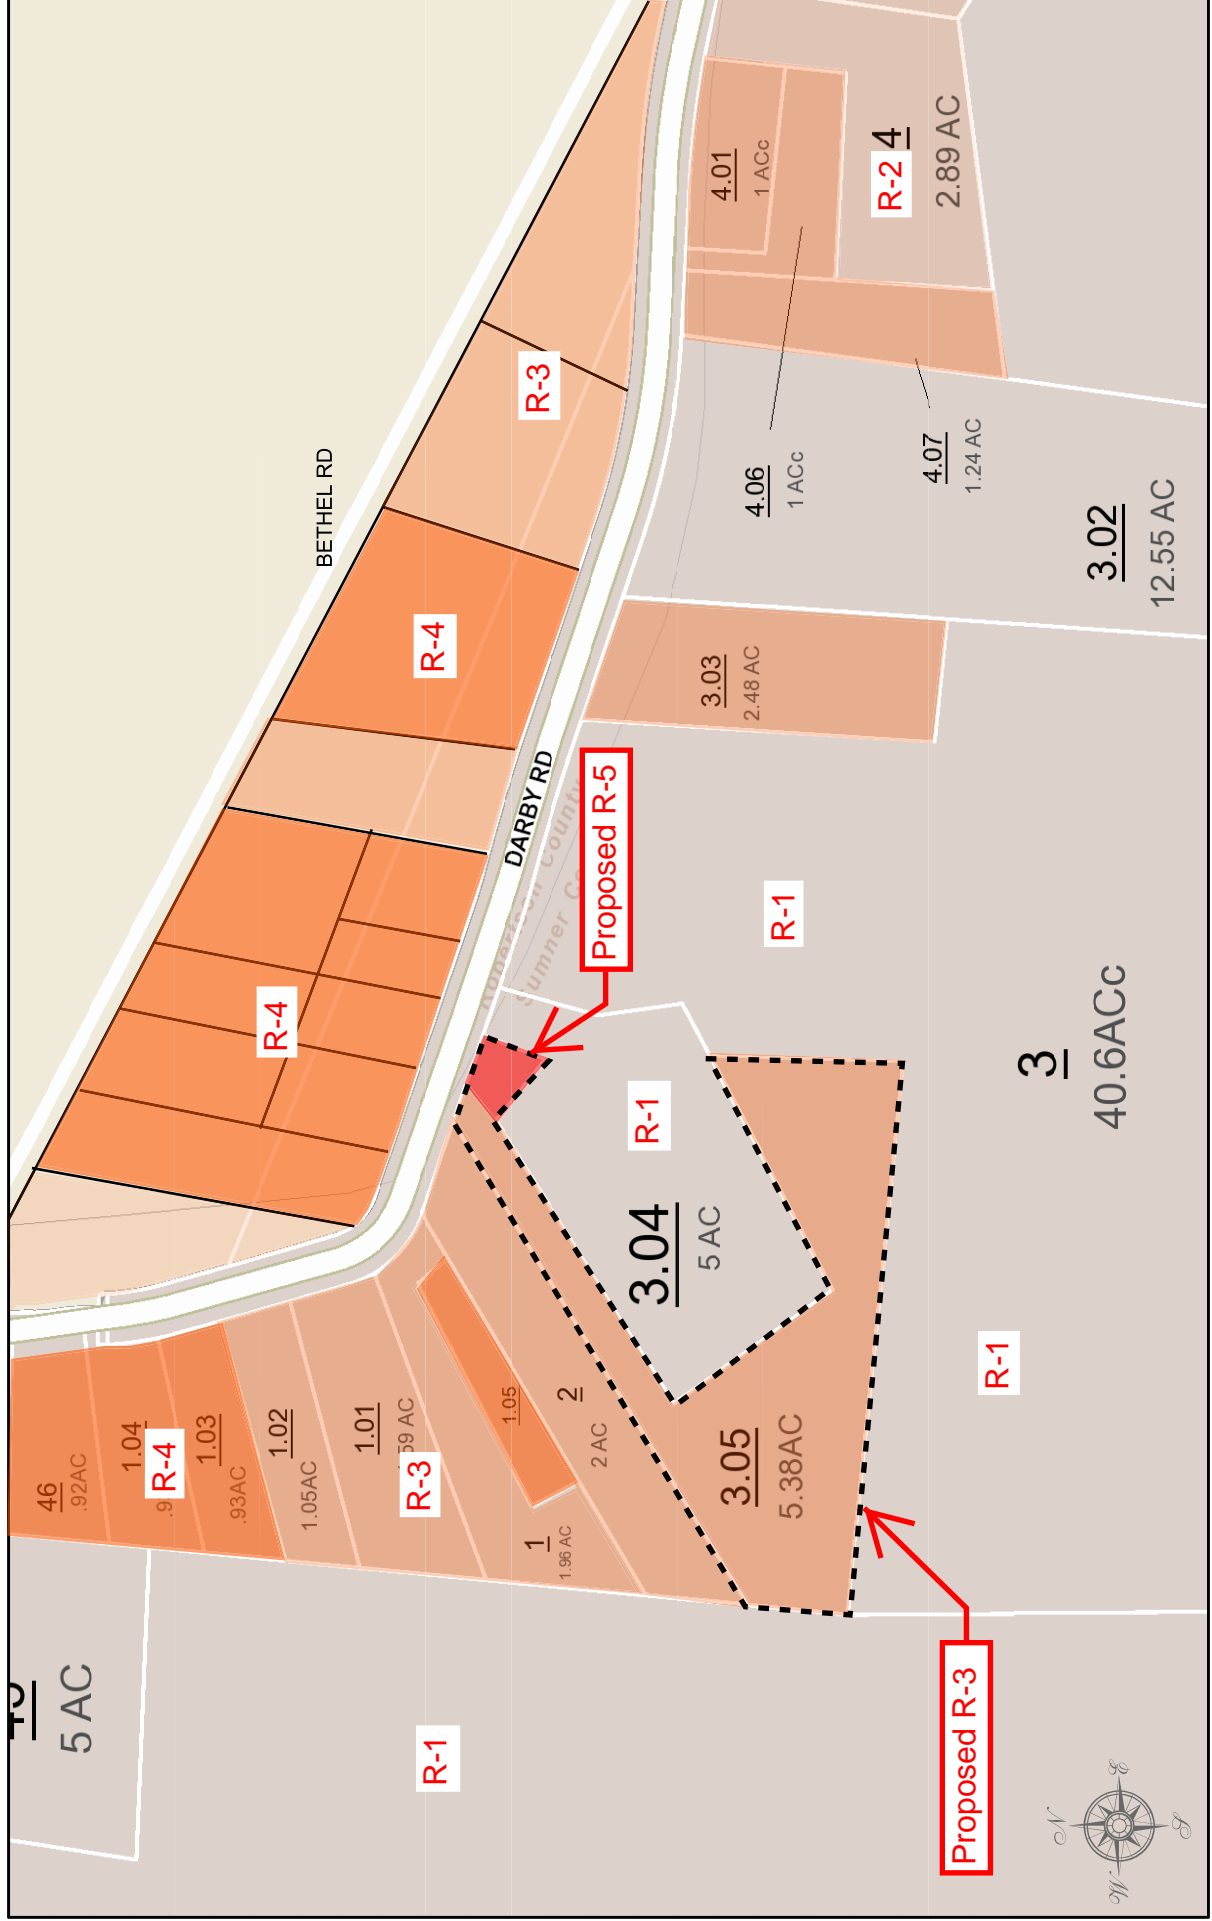 BETHEL RD
DARBY RD
Robertson County
R-3
R-4
R-4
4.01
1 ACc
R-2
4
2.89 AC
4.06
1 ACc
4.07
1.24 AC
3.02
12.55 AC
3.03
2.48 AC
Proposed R-5
R-1
3
40.6ACc
R-1
3.04
5 AC
R-1
3.05
5.38AC
46
.92AC
1.04
R-4
1.03
.93AC
1.02
1.05AC
1.01
R-3
1.05
2
2 AC
1
1.96 AC
5 AC
R-1
Proposed R-3
N
E
S
W